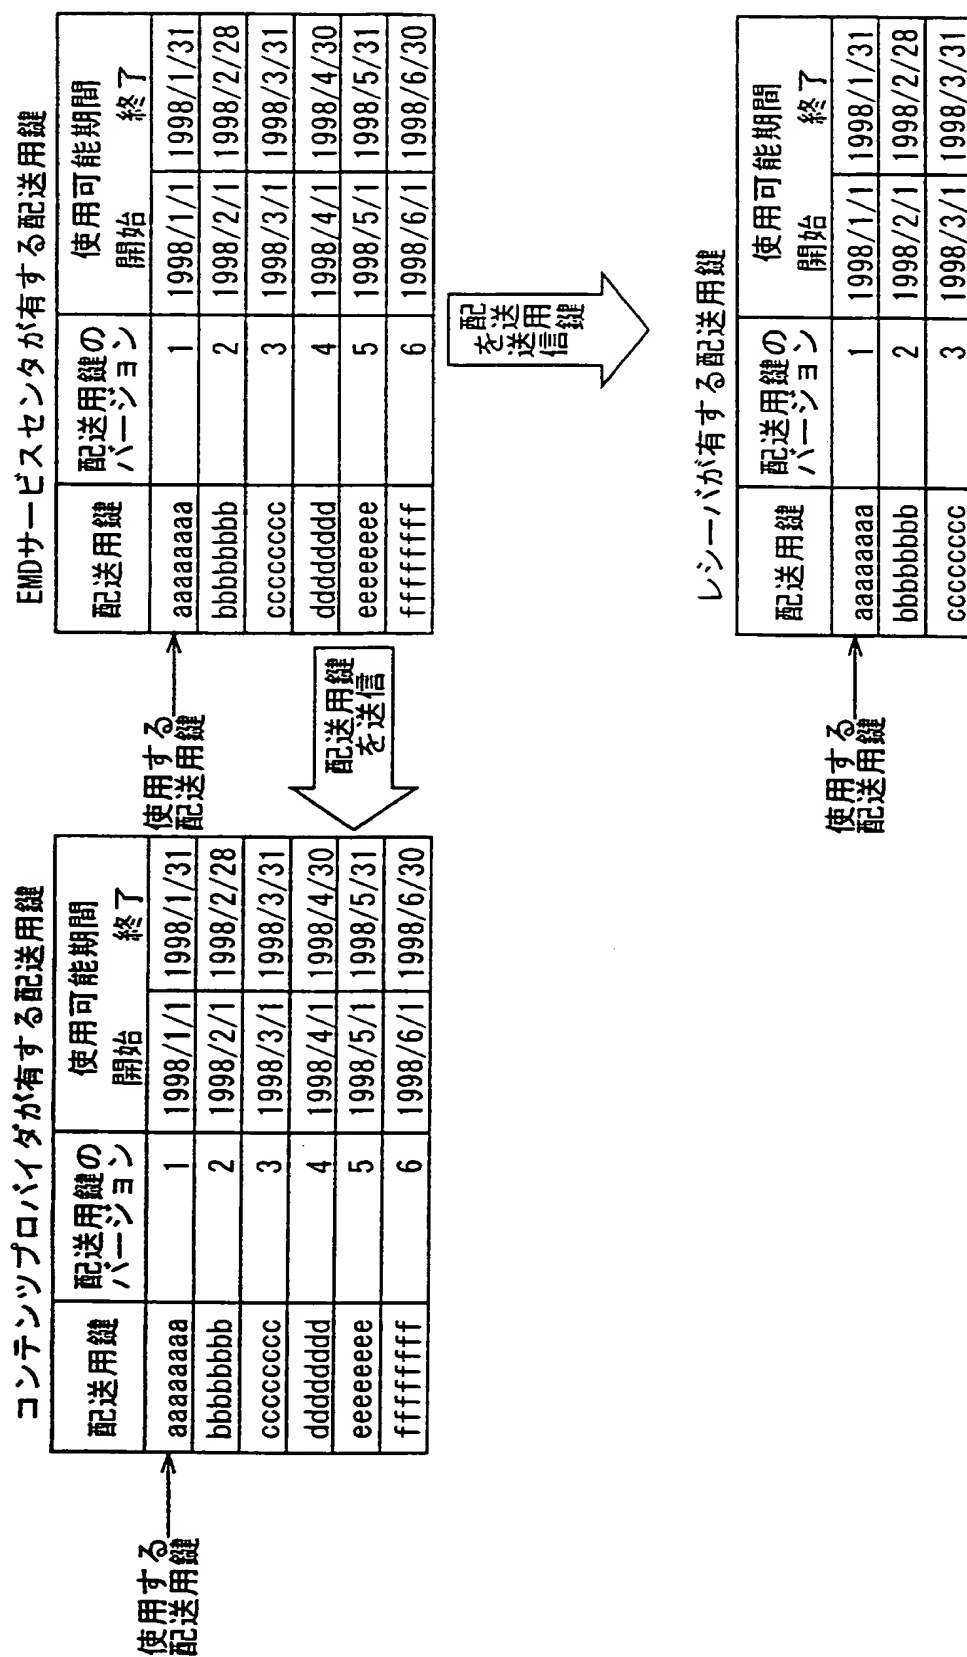 コンテンツプロバイダが有する配送用鍵
配送用鍵 配送用鍵の 使用可能期間
バージョン 開始 終了
aaaaaaaa 1 1998/1/1 1998/1/31
bbbbbbbb 2 1998/2/1 1998/2/28
cccccccc 3 1998/3/1 1998/3/31
dddddddd 4 1998/4/1 1998/4/30
eeeeeeee 5 1998/5/1 1998/5/31
ffffffff 6 1998/6/1 1998/6/30
使用する
配送用鍵
配送用鍵
を送信
EMDサービスセンタが有する配送用鍵
配送用鍵 配送用鍵の 使用可能期間
バージョン 開始 終了
aaaaaaaa 1 1998/1/1 1998/1/31
bbbbbbbb 2 1998/2/1 1998/2/28
cccccccc 3 1998/3/1 1998/3/31
dddddddd 4 1998/4/1 1998/4/30
eeeeeeee 5 1998/5/1 1998/5/31
ffffffff 6 1998/6/1 1998/6/30
使用する
配送用鍵
配送用鍵
を送信
レシーバが有する配送用鍵
配送用鍵 配送用鍵の 使用可能期間
バージョン 開始 終了
aaaaaaaa 1 1998/1/1 1998/1/31
bbbbbbbb 2 1998/2/1 1998/2/28
cccccccc 3 1998/3/1 1998/3/31
使用する
配送用鍵